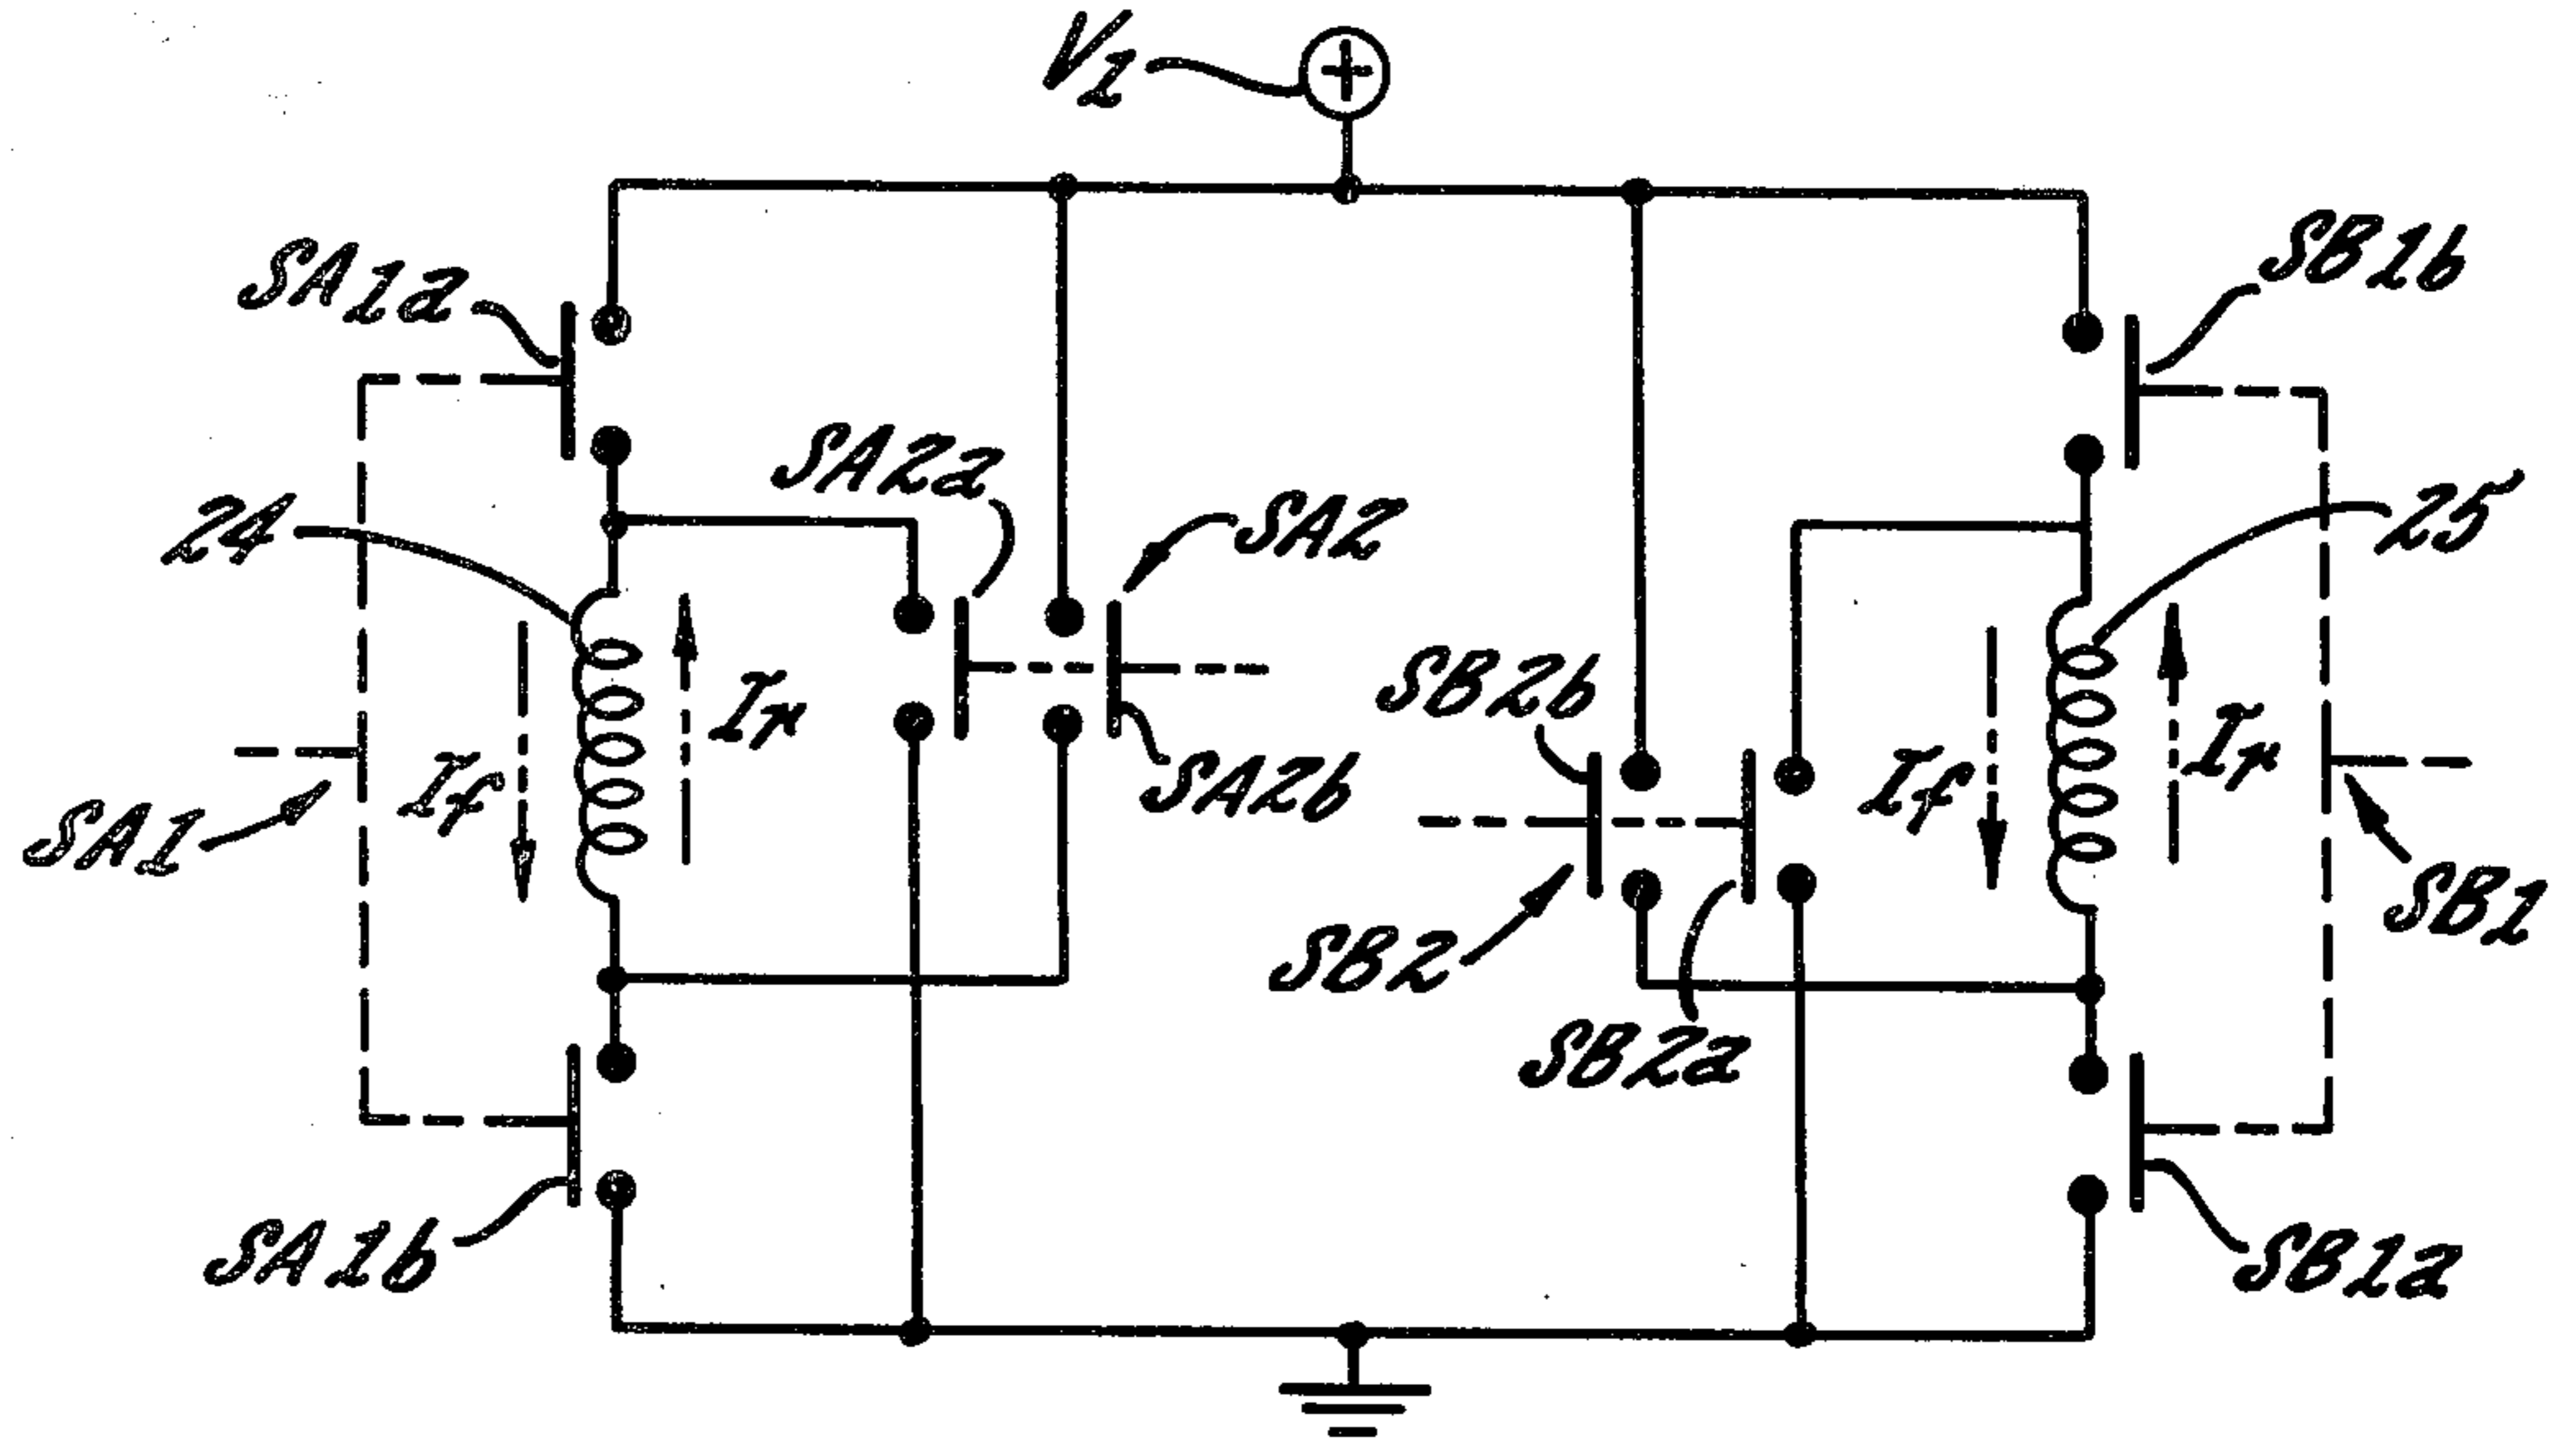 V1
+
SA1a
SB1b
24
SA2a
SA2
25
Ir
SB2b
If
SA2b
If
Ir
SA1
SB2
SB1
SB2a
SA1b
SB1a